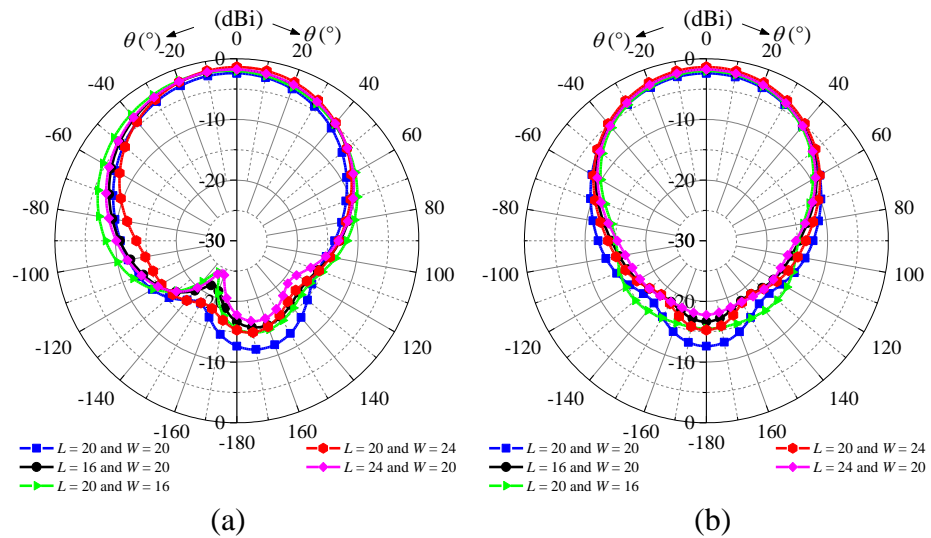 (dBi)
θ (°) 0 θ (°)
-20 20
-40 40
-60 60
-80 80
-100 100
-120 120
-140 140
-160 160
-180
0
-10
-20
-30
-20
-10
0
L = 20 and W = 20
L = 16 and W = 20
L = 20 and W = 16
L = 20 and W = 24
L = 24 and W = 20
(a)
(dBi)
θ (°) 0 θ (°)
-20 20
-40 40
-60 60
-80 80
-100 100
-120 120
-140 140
-160 160
-180
0
-10
-20
-30
-20
-10
0
L = 20 and W = 20
L = 16 and W = 20
L = 20 and W = 16
L = 20 and W = 24
L = 24 and W = 20
(b)